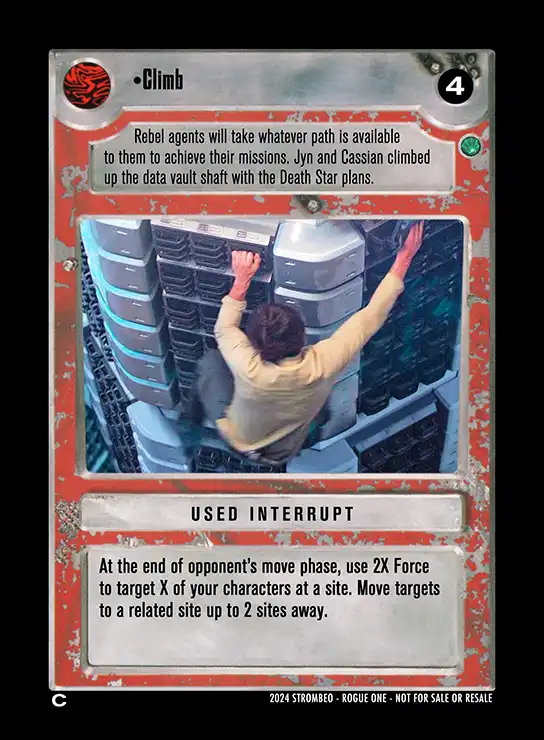 •Climb
4
Rebel agents will take whatever path is available
to them to achieve their missions. Jyn and Cassian climbed
up the data vault shaft with the Death Star plans.
USED INTERRUPT
At the end of opponent's move phase, use 2X Force
to target X of your characters at a site. Move targets
to a related site up to 2 sites away.
C
2024 STROMBEO - ROGUE ONE - NOT FOR SALE OR RESALE